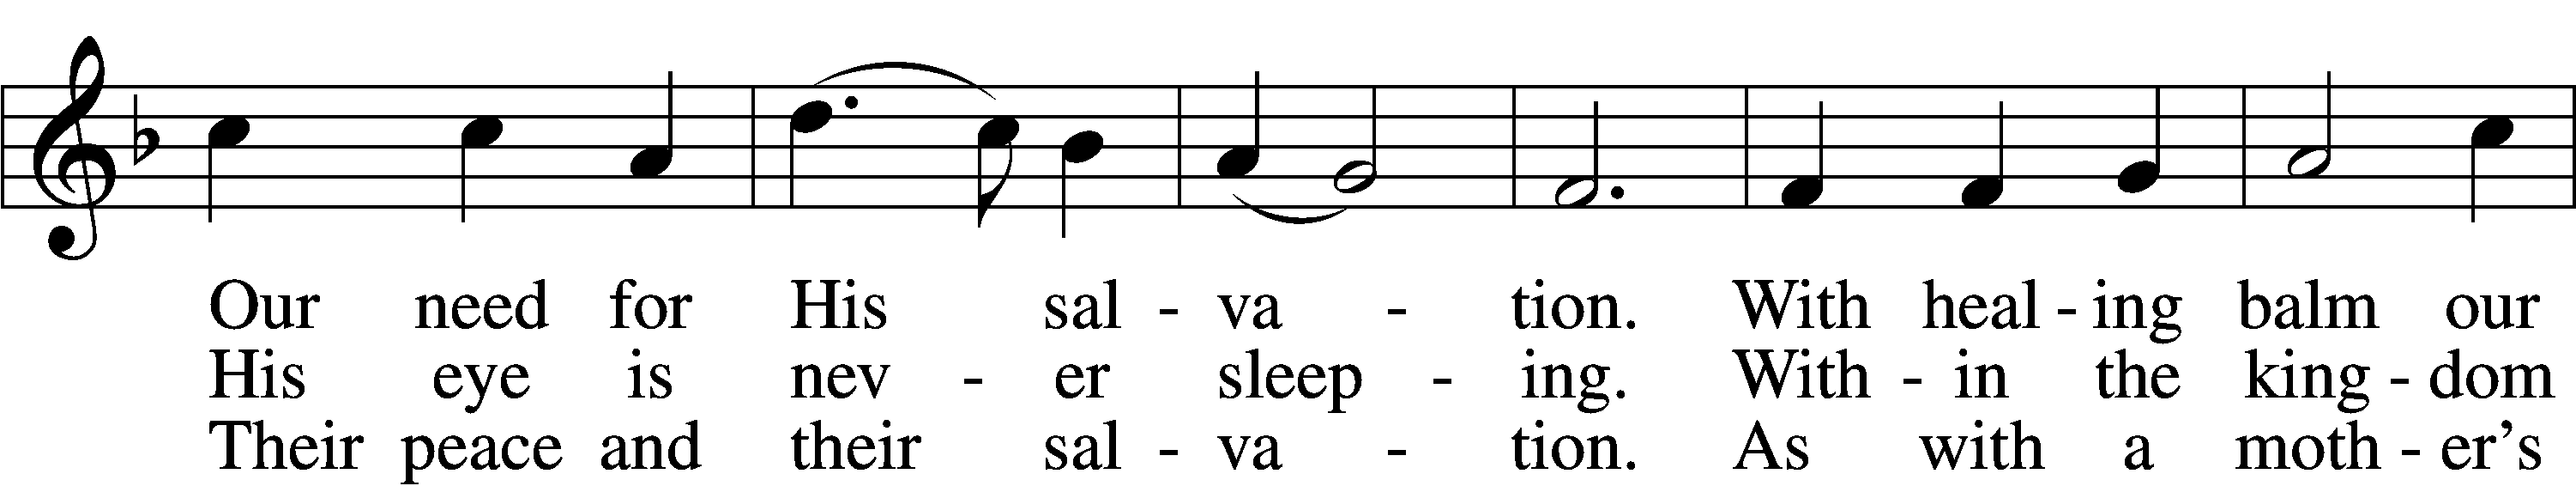 Our need for His sal - va - tion. With heal - ing balm our
His eye is nev - er sleep - ing. With - in the king - dom
Their peace and their sal - va - tion. As with a moth - er’s